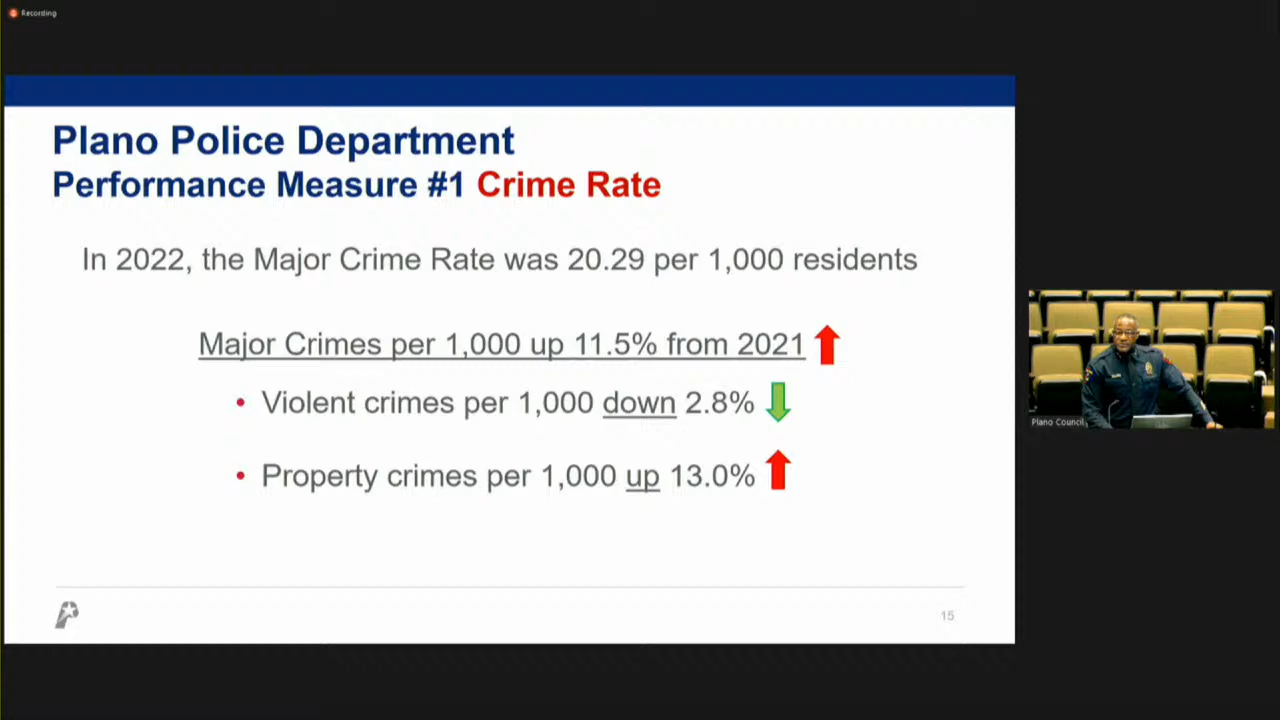 Recording
Plano Police Department
Performance Measure #1 Crime Rate
In 2022, the Major Crime Rate was 20.29 per 1,000 residents
Major Crimes per 1,000 up 11.5% from 2021
• Violent crimes per 1,000 down 2.8%
• Property crimes per 1,000 up 13.0%
15
Plano Council